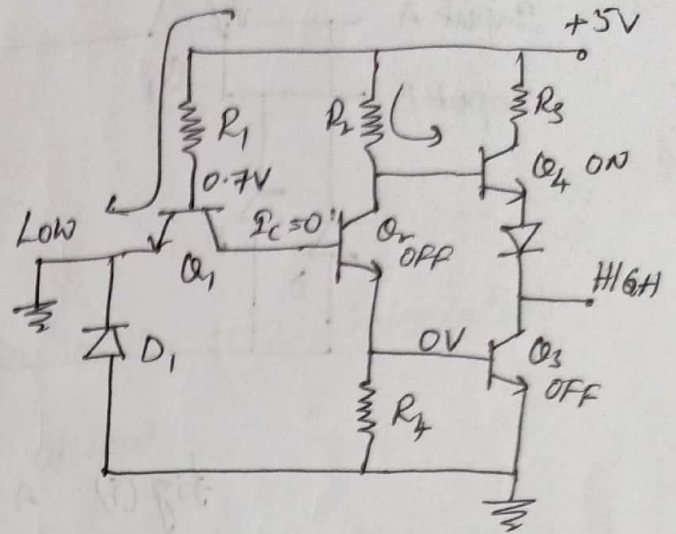 +5V
R1
R2
R3
0.7V
Q4 ON
LOW
IC=0
Q1
Q2
OFF
HIGH
D1
0V
Q3
OFF
R4